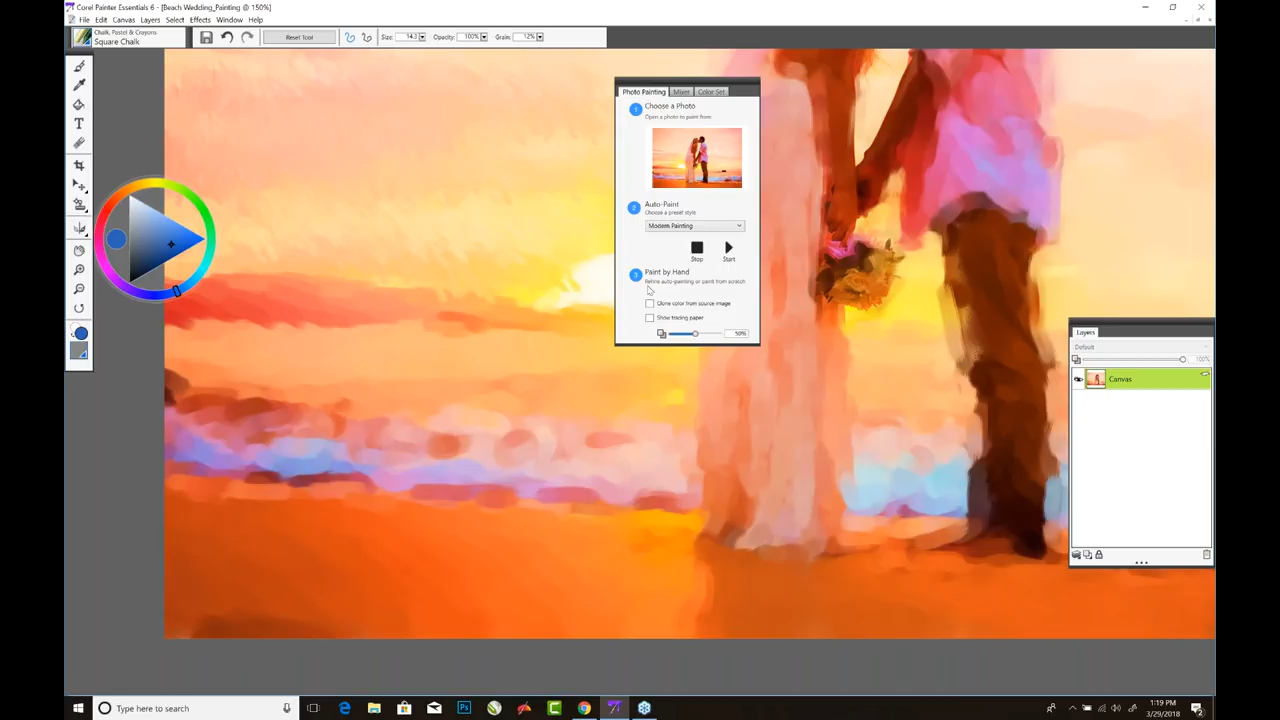 Corel Painter Essentials 6 - [Beach Wedding_Painting @ 150%]
File Edit Canvas Layers Select Effects Window Help
Chalk, Pastel & Crayons
Square Chalk
Reset Tool
Size: 14.3
Opacity: 100%
Grain: 12%
Photo Painting Mixer Color Set
1 Choose a Photo
Open a photo to paint from
2 Auto-Paint
Choose a preset style
Modern Painting
Stop Start
3 Paint by Hand
Refine auto-painting or paint from scratch
Clone color from source image
Show tracing paper
50%
Layers
Default
100%
Canvas
Type here to search
1:19 PM
3/29/2018
2